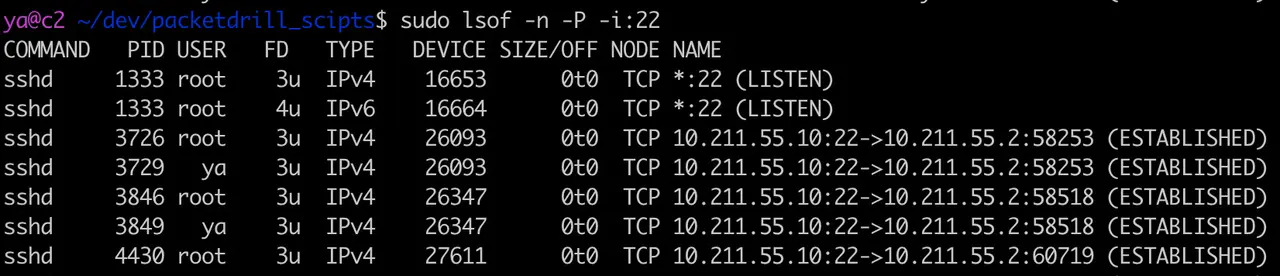 ya@c2 ~/dev/packetdrill_scipts$ sudo lsof -n -P -i:22
COMMAND PID USER FD TYPE DEVICE SIZE/OFF NODE NAME
sshd 1333 root 3u IPv4 16653 0t0 TCP *:22 (LISTEN)
sshd 1333 root 4u IPv6 16664 0t0 TCP *:22 (LISTEN)
sshd 3726 root 3u IPv4 26093 0t0 TCP 10.211.55.10:22->10.211.55.2:58253 (ESTABLISHED)
sshd 3729 ya 3u IPv4 26093 0t0 TCP 10.211.55.10:22->10.211.55.2:58253 (ESTABLISHED)
sshd 3846 root 3u IPv4 26347 0t0 TCP 10.211.55.10:22->10.211.55.2:58518 (ESTABLISHED)
sshd 3849 ya 3u IPv4 26347 0t0 TCP 10.211.55.10:22->10.211.55.2:58518 (ESTABLISHED)
sshd 4430 root 3u IPv4 27611 0t0 TCP 10.211.55.10:22->10.211.55.2:60719 (ESTABLISHED)